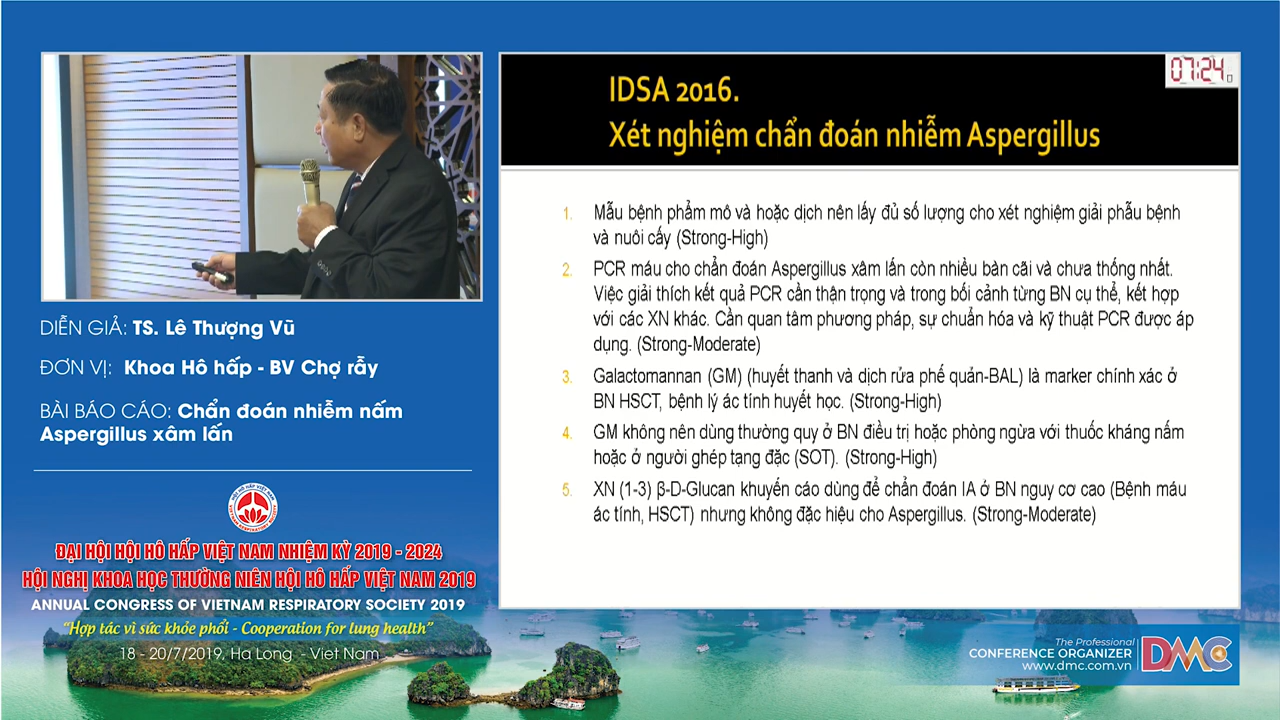 DIỄN GIẢ: TS. Lê Thượng Vũ
ĐƠN VỊ: Khoa Hô hấp - BV Chợ rẫy
BÀI BÁO CÁO: Chẩn đoán nhiễm nấm
Aspergillus xâm lấn
ĐẠI HỘI HỘI HÔ HẤP VIỆT NAM NHIỆM KỲ 2019 - 2024
HỘI NGHỊ KHOA HỌC THƯỜNG NIÊN HỘI HÔ HẤP VIỆT NAM 2019
ANNUAL CONGRESS OF VIETNAM RESPIRATORY SOCIETY 2019
“Hợp tác vì sức khỏe phổi - Cooperation for lung health”
18 - 20/7/2019, Ha Long - Viet Nam
07:24
IDSA 2016.
Xét nghiệm chẩn đoán nhiễm Aspergillus
1. Mẫu bệnh phẩm mô và hoặc dịch nên lấy đủ số lượng cho xét nghiệm giải phẫu bệnh
và nuôi cấy (Strong-High)
2. PCR máu cho chẩn đoán Aspergillus xâm lấn còn nhiều bàn cãi và chưa thống nhất.
Việc giải thích kết quả PCR cần thận trọng và trong bối cảnh từng BN cụ thể, kết hợp
với các XN khác. Cần quan tâm phương pháp, sự chuẩn hóa và kỹ thuật PCR được áp
dụng. (Strong-Moderate)
3. Galactomannan (GM) (huyết thanh và dịch rửa phế quản-BAL) là marker chính xác ở
BN HSCT, bệnh lý ác tính huyết học. (Strong-High)
4. GM không nên dùng thường quy ở BN điều trị hoặc phòng ngừa với thuốc kháng nấm
hoặc ở người ghép tạng đặc (SOT). (Strong-High)
5. XN (1-3) β-D-Glucan khuyến cáo dùng để chẩn đoán IA ở BN nguy cơ cao (Bệnh máu
ác tính, HSCT) nhưng không đặc hiệu cho Aspergillus. (Strong-Moderate)
The Professional
CONFERENCE ORGANIZER
www.dmc.com.vn
DMC